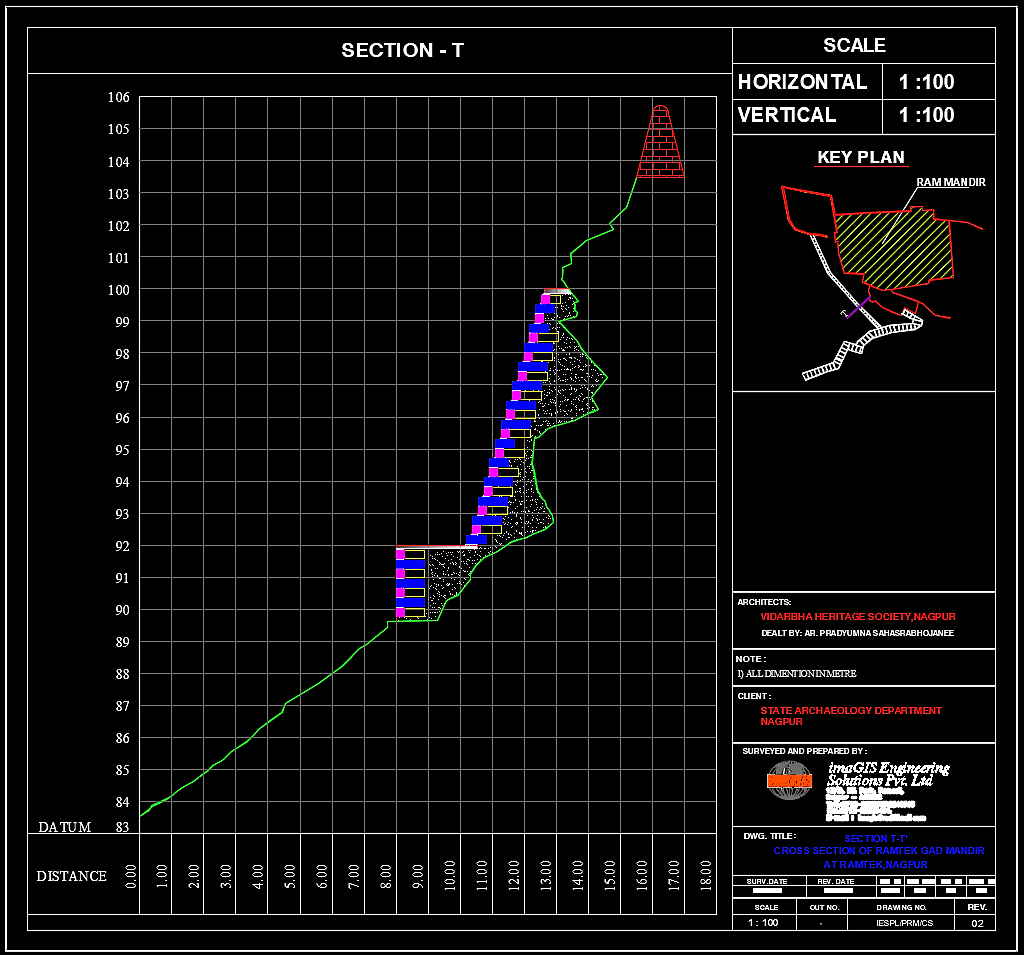 SECTION - T
SCALE
HORIZONTAL 1 :100
VERTICAL 1 :100
KEY PLAN
RAM MANDIR
T
106
105
104
103
102
101
100
99
98
97
96
95
94
93
92
91
90
89
88
87
86
85
84
DATUM 83
DISTANCE 0.00 1.00 2.00 3.00 4.00 5.00 6.00 7.00 8.00 9.00 10.00 11.00 12.00 13.00 14.00 15.00 16.00 17.00 18.00
ARCHITECTS:
VIDARBHA HERITAGE SOCIETY,NAGPUR
DEALT BY: AR. PRADYUMNA SAHASRABHOJANEE
NOTE :
1) ALL DIMENTION IN METRE
CLIENT :
STATE ARCHAEOLOGY DEPARTMENT
NAGPUR
SURVEYED AND PREPARED BY :
imaGIS Engineering
Solutions Pvt. Ltd
DWG. TITLE:
SECTION T-T'
CROSS SECTION OF RAMTEK GAD MANDIR
AT RAMTEK,NAGPUR
SURV.DATE REV. DATE
SCALE OUT NO. DRAWING NO. REV.
1 : 100 - IESPL/PRM/CS 02